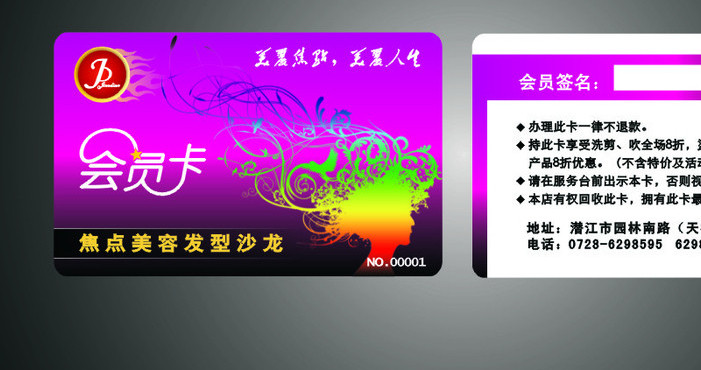 美丽焦点，美丽人生
会员卡
焦点美容发型沙龙
NO.00001
会员签名：
◆办理此卡一律不退款。
◆持此卡享受洗剪、吹全场8折，
产品8折优惠。（不含特价及活
◆请在服务台前出示本卡，否则视
◆本店有权回收此卡，拥有此卡最
地址：潜江市园林南路（天
电话：0728-6298595 6298